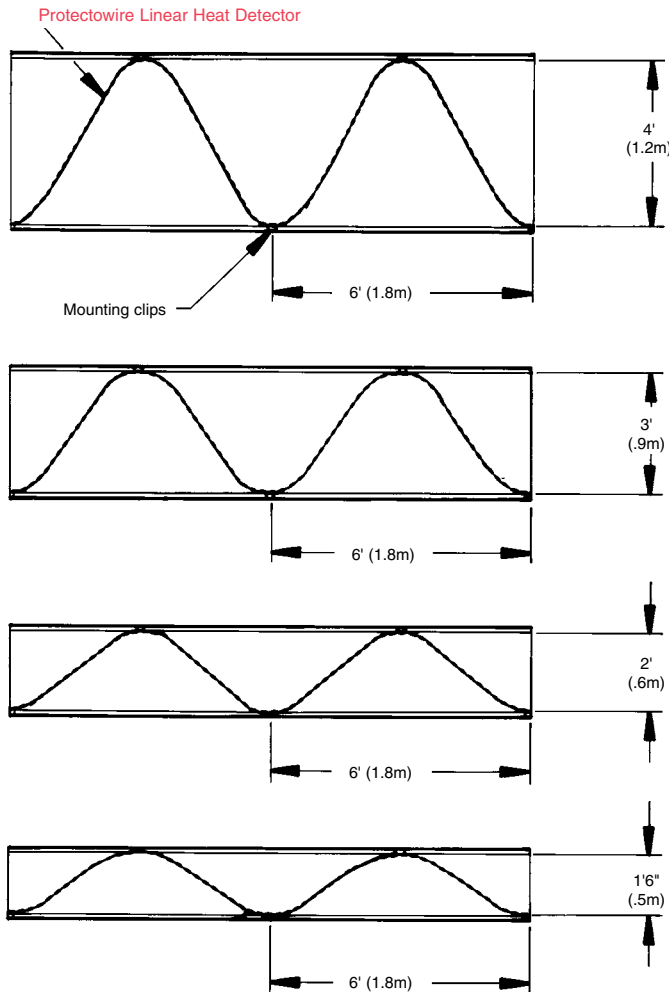 Protectowire Linear Heat Detector
4'
(1.2m)
6' (1.8m)
Mounting clips
3'
(.9m)
6' (1.8m)
2'
(.6m)
6' (1.8m)
1'6"
(.5m)
6' (1.8m)